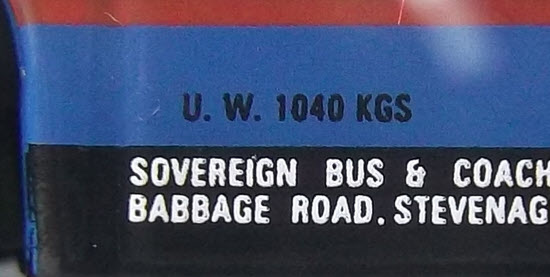 U. W. 1040 KGS
SOVEREIGN BUS & COACH
BABBAGE ROAD. STEVENAG